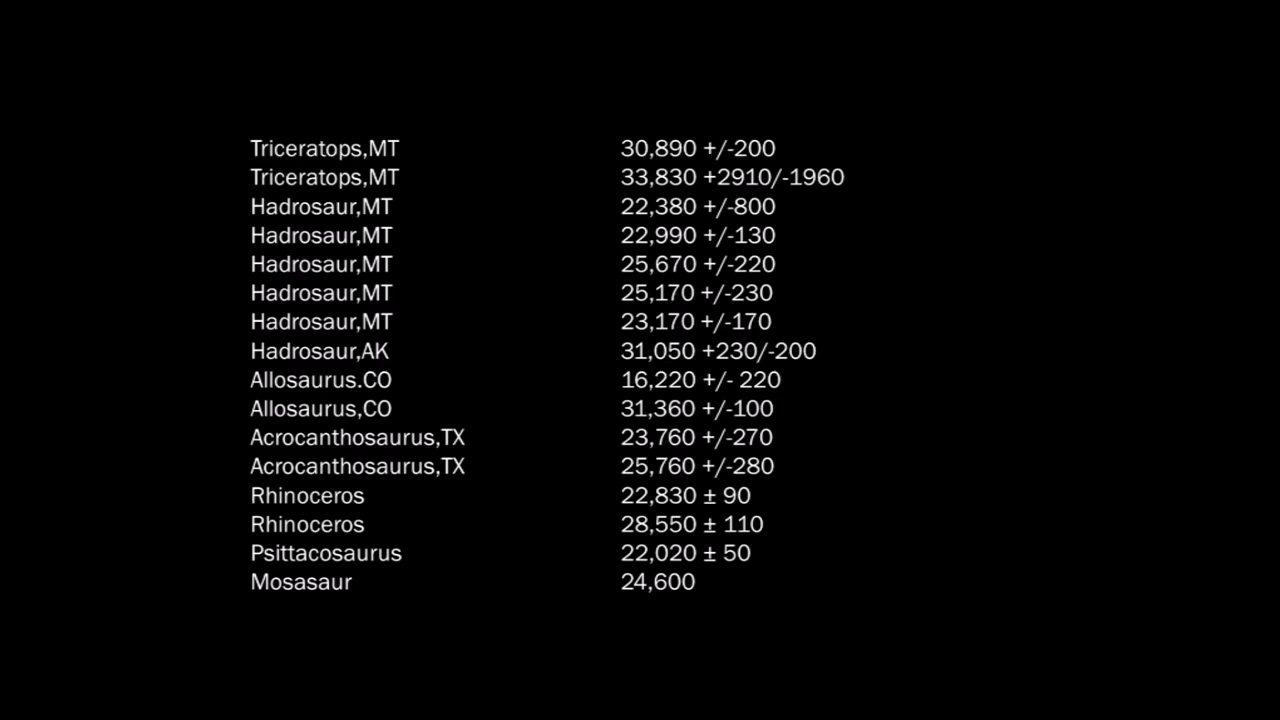 Triceratops,MT 30,890 +/-200
Triceratops,MT 33,830 +2910/-1960
Hadrosaur,MT 22,380 +/-800
Hadrosaur,MT 22,990 +/-130
Hadrosaur,MT 25,670 +/-220
Hadrosaur,MT 25,170 +/-230
Hadrosaur,MT 23,170 +/-170
Hadrosaur,AK 31,050 +230/-200
Allosaurus.CO 16,220 +/- 220
Allosaurus,CO 31,360 +/-100
Acrocanthosaurus,TX 23,760 +/-270
Acrocanthosaurus,TX 25,760 +/-280
Rhinoceros 22,830 ± 90
Rhinoceros 28,550 ± 110
Psittacosaurus 22,020 ± 50
Mosasaur 24,600